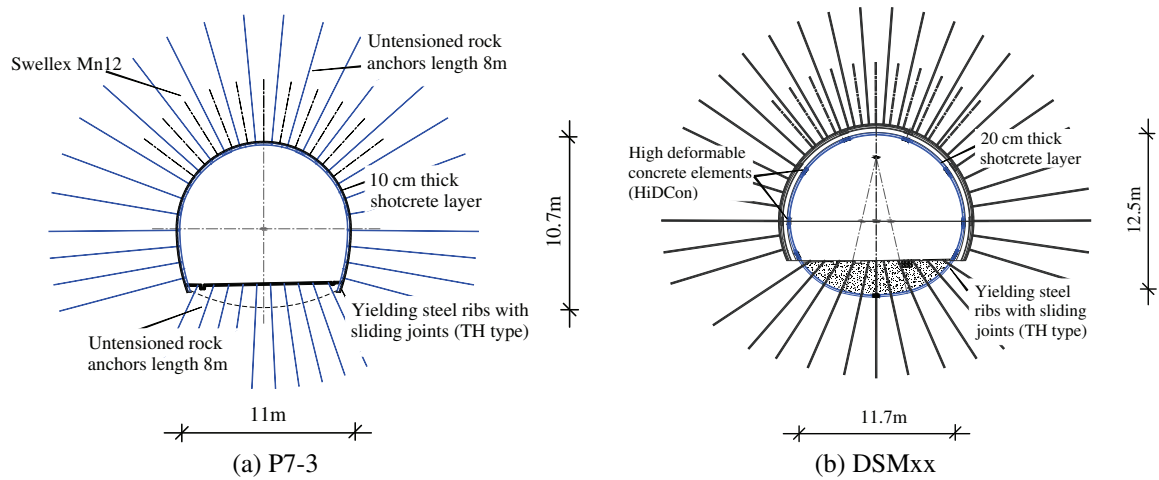 Swellex Mn12
Untensioned rock
anchors length 8m
10 cm thick
shotcrete layer
10.7m
Yielding steel ribs with
sliding joints (TH type)
Untensioned rock
anchors length 8m
11m
(a) P7-3
High deformable
concrete elements
(HiDCon)
20 cm thick
shotcrete layer
12.5m
Yielding steel
ribs with sliding
joints (TH type)
11.7m
(b) DSMxx